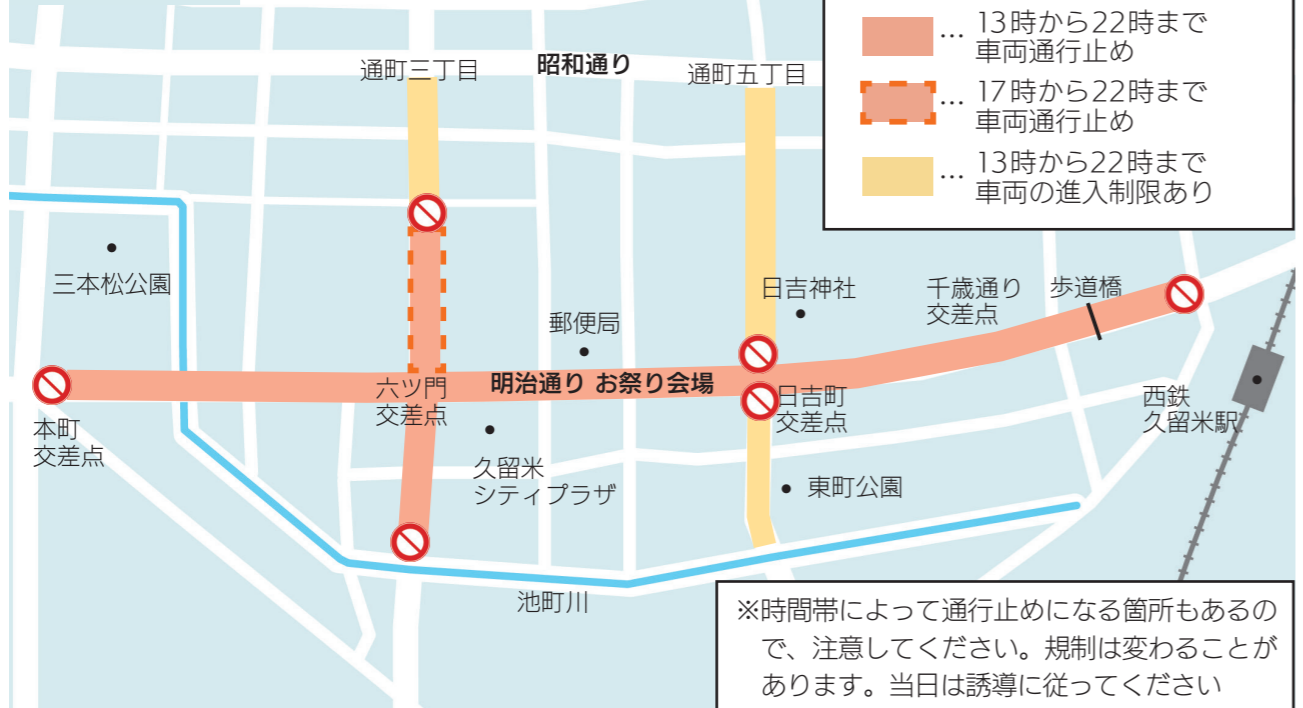 … 13時から22時まで
車両通行止め
… 17時から22時まで
車両通行止め
… 13時から22時まで
車両の進入制限あり
昭和通り
通町三丁目
通町五丁目
三本松公園
日吉神社
千歳通り
交差点
歩道橋
郵便局
明治通り お祭り会場
六ツ門
交差点
日吉町
交差点
西鉄
久留米駅
本町
交差点
久留米
シティプラザ
東町公園
池町川
※時間帯によって通行止めになる箇所もあるの
で、注意してください。規制は変わることが
あります。当日は誘導に従ってください